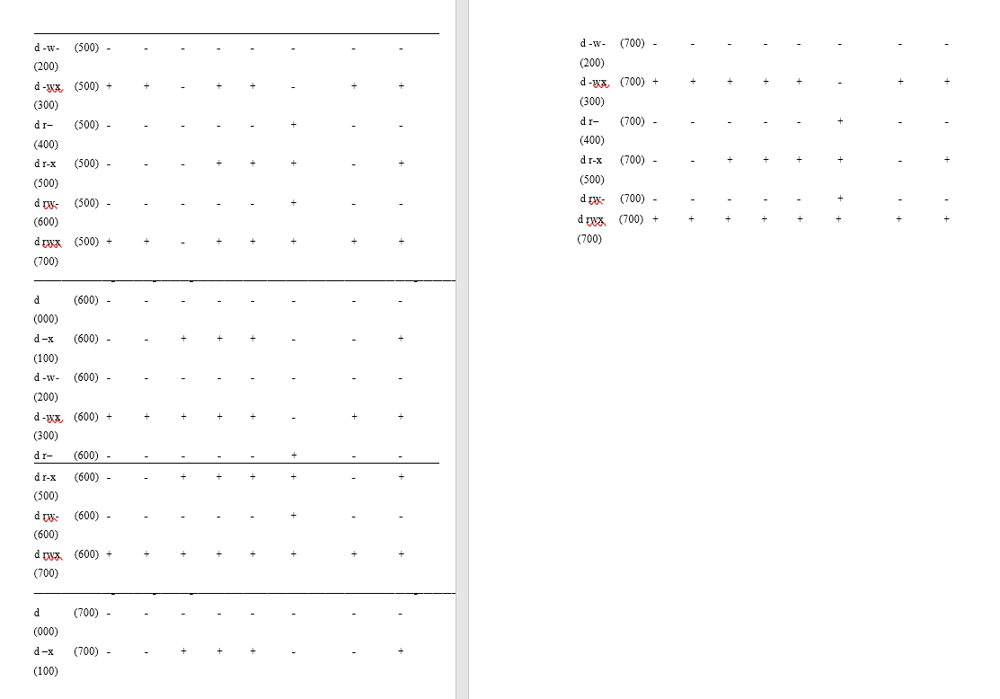 d -w- (500) - - - - - - - -
(200)
d -wx (500) + + - + + - + +
(300)
d r– (500) - - - - - + - -
(400)
d r-x (500) - - - + + + - +
(500)
d rw- (500) - - - - - + - -
(600)
d rwx (500) + + - + + + + +
(700)
d (600) - - - - - - - -
(000)
d –x (600) - - + + + - - +
(100)
d -w- (600) - - - - - - - -
(200)
d -wx (600) + + + + + - + +
(300)
d r– (600) - - - - - + - -
d r-x (600) - - + + + + - +
(500)
d rw- (600) - - - - - + - -
(600)
d rwx (600) + + + + + + + +
(700)
d (700) - - - - - - - -
(000)
d –x (700) - - + + + - - +
(100)
d -w- (700) - - - - - - - -
(200)
d -wx (700) + + + + + - + +
(300)
d r– (700) - - - - - + - -
(400)
d r-x (700) - - + + + + - +
(500)
d rw- (700) - - - - - + - -
d rwx (700) + + + + + + + +
(700)